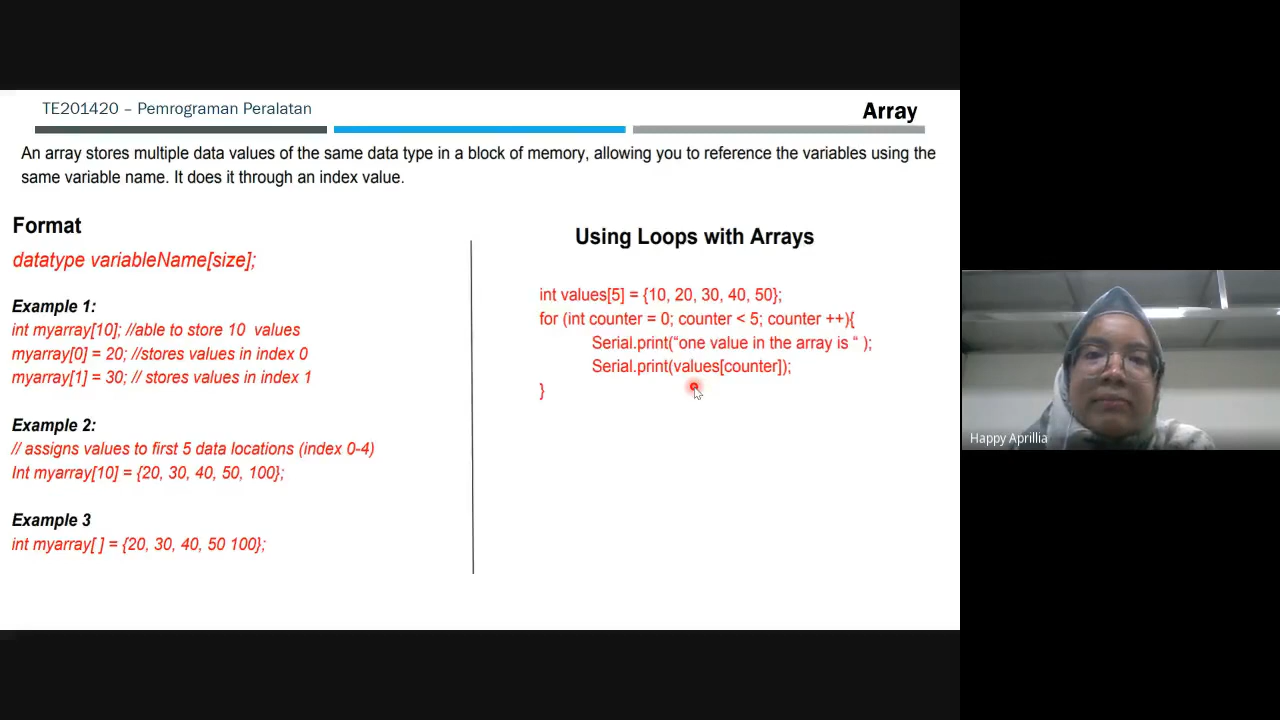 TE201420 – Pemrograman Peralatan
Array
An array stores multiple data values of the same data type in a block of memory, allowing you to reference the variables using the
same variable name. It does it through an index value.
Format
datatype variableName[size];
Example 1:
int myarray[10]; //able to store 10 values
myarray[0] = 20; //stores values in index 0
myarray[1] = 30; // stores values in index 1
Example 2:
// assigns values to first 5 data locations (index 0-4)
Int myarray[10] = {20, 30, 40, 50, 100};
Example 3
int myarray[ ] = {20, 30, 40, 50 100};
Using Loops with Arrays
int values[5] = {10, 20, 30, 40, 50};
for (int counter = 0; counter < 5; counter ++){
Serial.print(“one value in the array is “ );
Serial.print(values[counter]);
}
Happy Aprillia